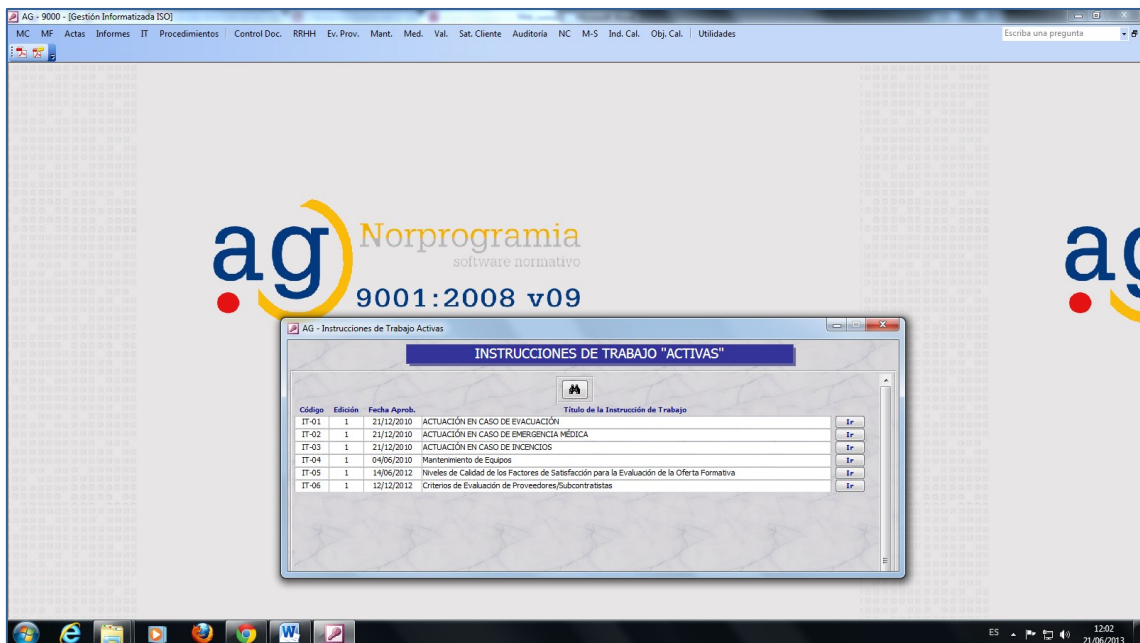 AG - 9000 - [Gestión Informatizada ISO]
MC MF Actas Informes IT Procedimientos Control Doc. RRHH Ev. Prov. Mant. Med. Val. Sat. Cliente Auditoría NC M-S Ind. Cal. Obj. Cal. Utilidades Escriba una pregunta
ag Norprogramia
software normativo
9001:2008 v09
ag
AG - Instrucciones de Trabajo Activas
INSTRUCCIONES DE TRABAJO "ACTIVAS"
Código Edición Fecha Aprob. Título de la Instrucción de Trabajo
IT-01 1 21/12/2010 ACTUACIÓN EN CASO DE EVACUACIÓN Ir
IT-02 1 21/12/2010 ACTUACIÓN EN CASO DE EMERGENCIA MÉDICA Ir
IT-03 1 21/12/2010 ACTUACIÓN EN CASO DE INCENCIOS Ir
IT-04 1 04/06/2010 Mantenimiento de Equipos Ir
IT-05 1 14/06/2012 Niveles de Calidad de los Factores de Satisfacción para la Evaluación de la Oferta Formativa Ir
IT-06 1 12/12/2012 Criterios de Evaluación de Proveedores/Subcontratistas Ir
ES 12:02
21/06/2013